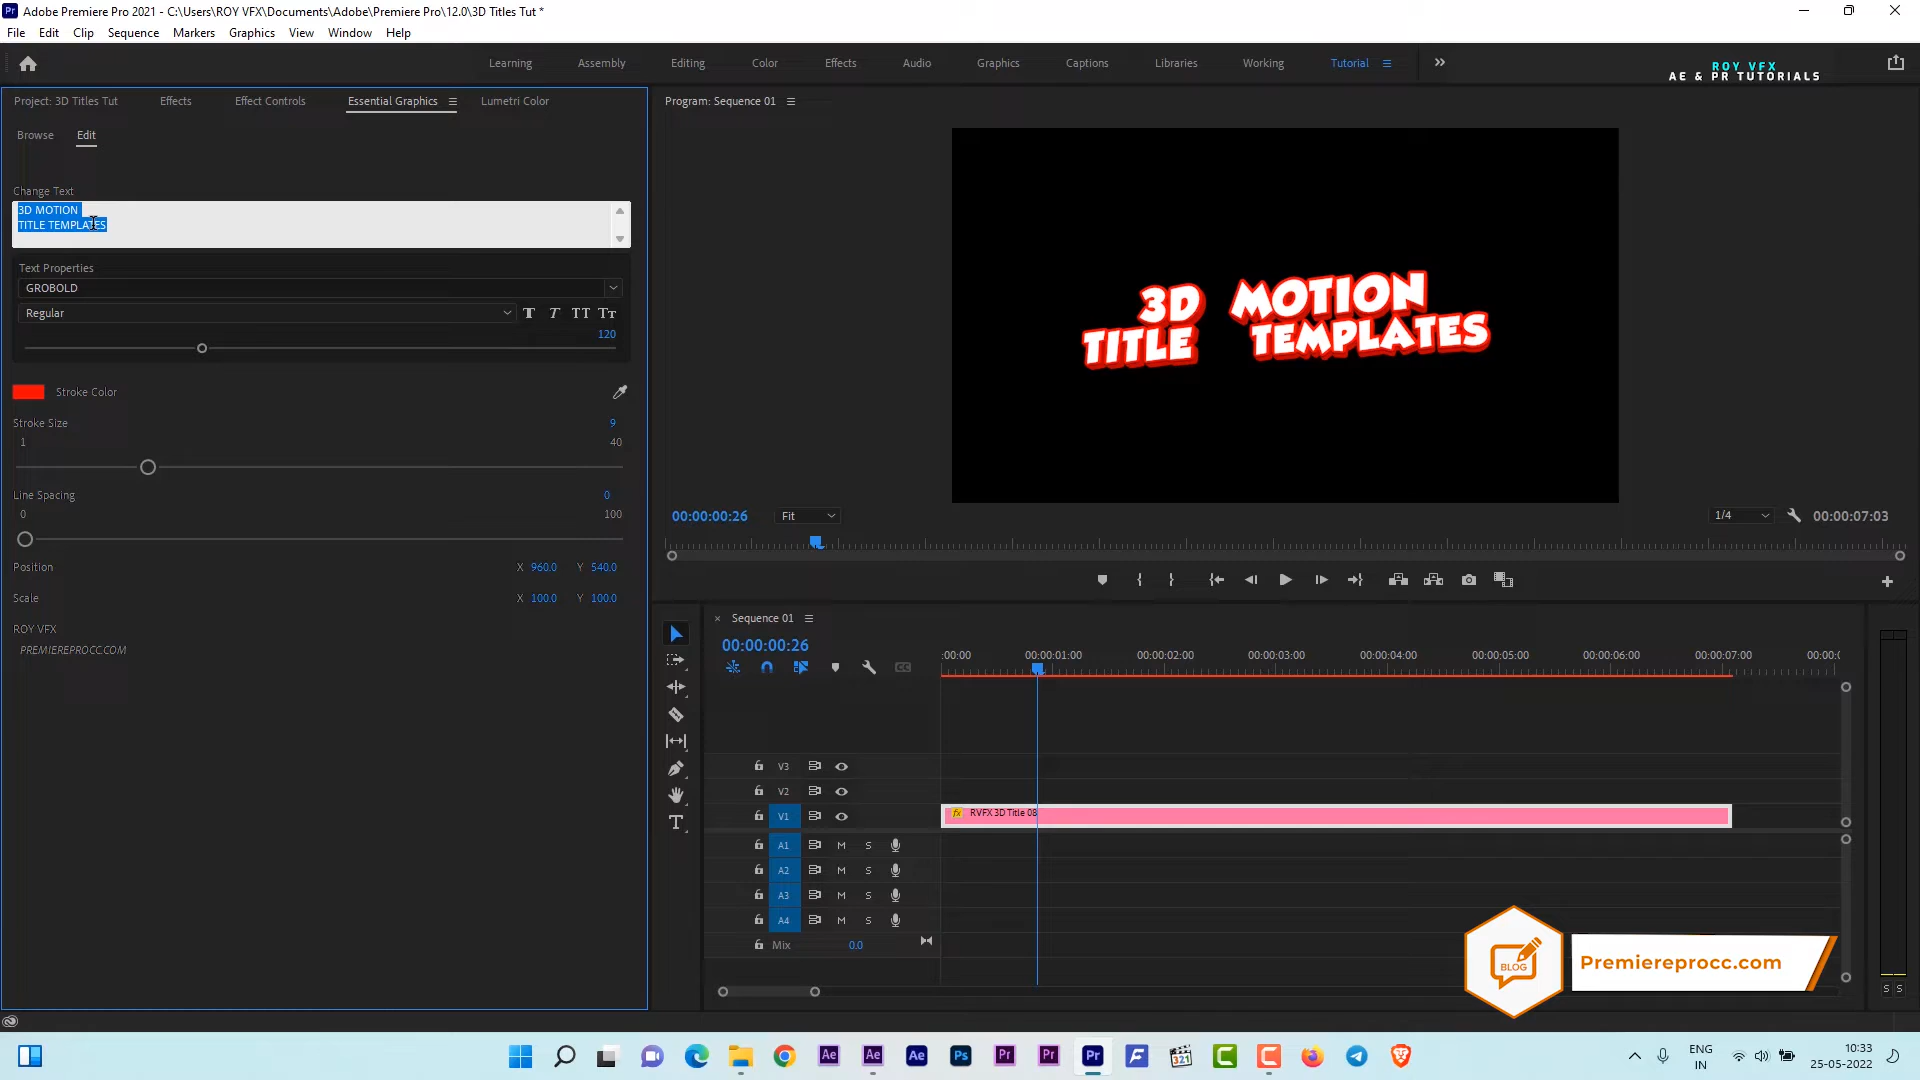 Adobe Premiere Pro 2021 - C:\Users\ROY VFX\Documents\Adobe\Premiere Pro\12.0\3D Titles Tut *
File Edit Clip Sequence Markers Graphics View Window Help
Learning Assembly Editing Color Effects Audio Graphics Captions Libraries Working Tutorial
ROY VFX
AE & PR TUTORIALS
Project: 3D Titles Tut Effects Effect Controls Essential Graphics Lumetri Color
Browse Edit
Change Text
3D MOTION
TITLE TEMPLATES
Text Properties
GROBOLD
Regular
120
Stroke Color
Stroke Size 9
1 40
Line Spacing 0
0 100
Position X 960.0 Y 540.0
Scale X 100.0 Y 100.0
ROY VFX
PREMIEREPROCC.COM
Program: Sequence 01
3D MOTION
TITLE TEMPLATES
00:00:00:26 Fit 1/4 00:00:07:03
Sequence 01
00:00:00:26
:00:00 00:00:01:00 00:00:02:00 00:00:03:00 00:00:04:00 00:00:05:00 00:00:06:00 00:00:07:00 00:00:0
V3
V2
V1 fx RVFX 3D Title 08
A1 M S
A2 M S
A3 M S
A4 M S
Mix 0.0
S S
BLOG
Premiereprocc.com
ENG
IN
10:33
25-05-2022